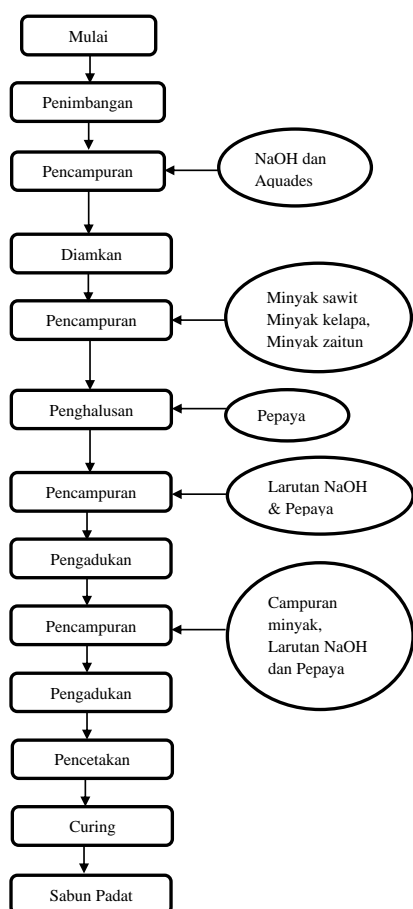 Mulai
Penimbangan
Pencampuran
NaOH dan
Aquades
Diamkan
Pencampuran
Minyak sawit
Minyak kelapa,
Minyak zaitun
Penghalusan
Pepaya
Pencampuran
Larutan NaOH
& Pepaya
Pengadukan
Pencampuran
Campuran
minyak,
Larutan NaOH
dan Pepaya
Pengadukan
Pencetakan
Curing
Sabun Padat